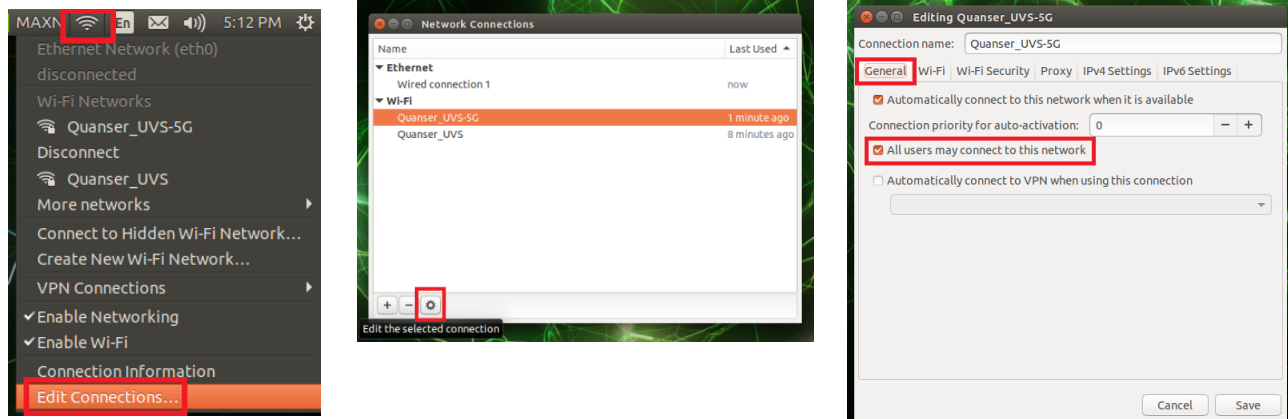 MAXN En 5:12 PM
Ethernet Network (eth0)
disconnected
Wi-Fi Networks
Quanser_UVS-5G
Disconnect
Quanser_UVS
More networks
Connect to Hidden Wi-Fi Network...
Create New Wi-Fi Network...
VPN Connections
Enable Networking
Enable Wi-Fi
Connection Information
Edit Connections...
Network Connections
Name Last Used
Ethernet
Wired connection 1 now
Wi-Fi
Quanser_UVS-5G 1 minute ago
Quanser_UVS 8 minutes ago
Edit the selected connection
Editing Quanser_UVS-5G
Connection name: Quanser_UVS-5G
General Wi-Fi Wi-Fi Security Proxy IPv4 Settings IPv6 Settings
Automatically connect to this network when it is available
Connection priority for auto-activation: 0 - +
All users may connect to this network
Automatically connect to VPN when using this connection
Cancel Save